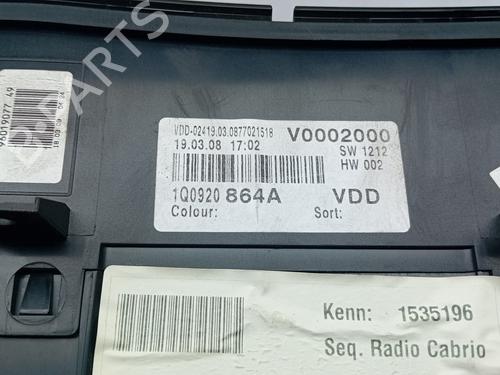 VDD-02419.03.0877021518
V0002000
19.03.08 17:02
SW 1212
HW 002
1Q0920 864A VDD
Colour: Sort:
Kenn: 1535196
Seq. Radio Cabrio
B-Parts